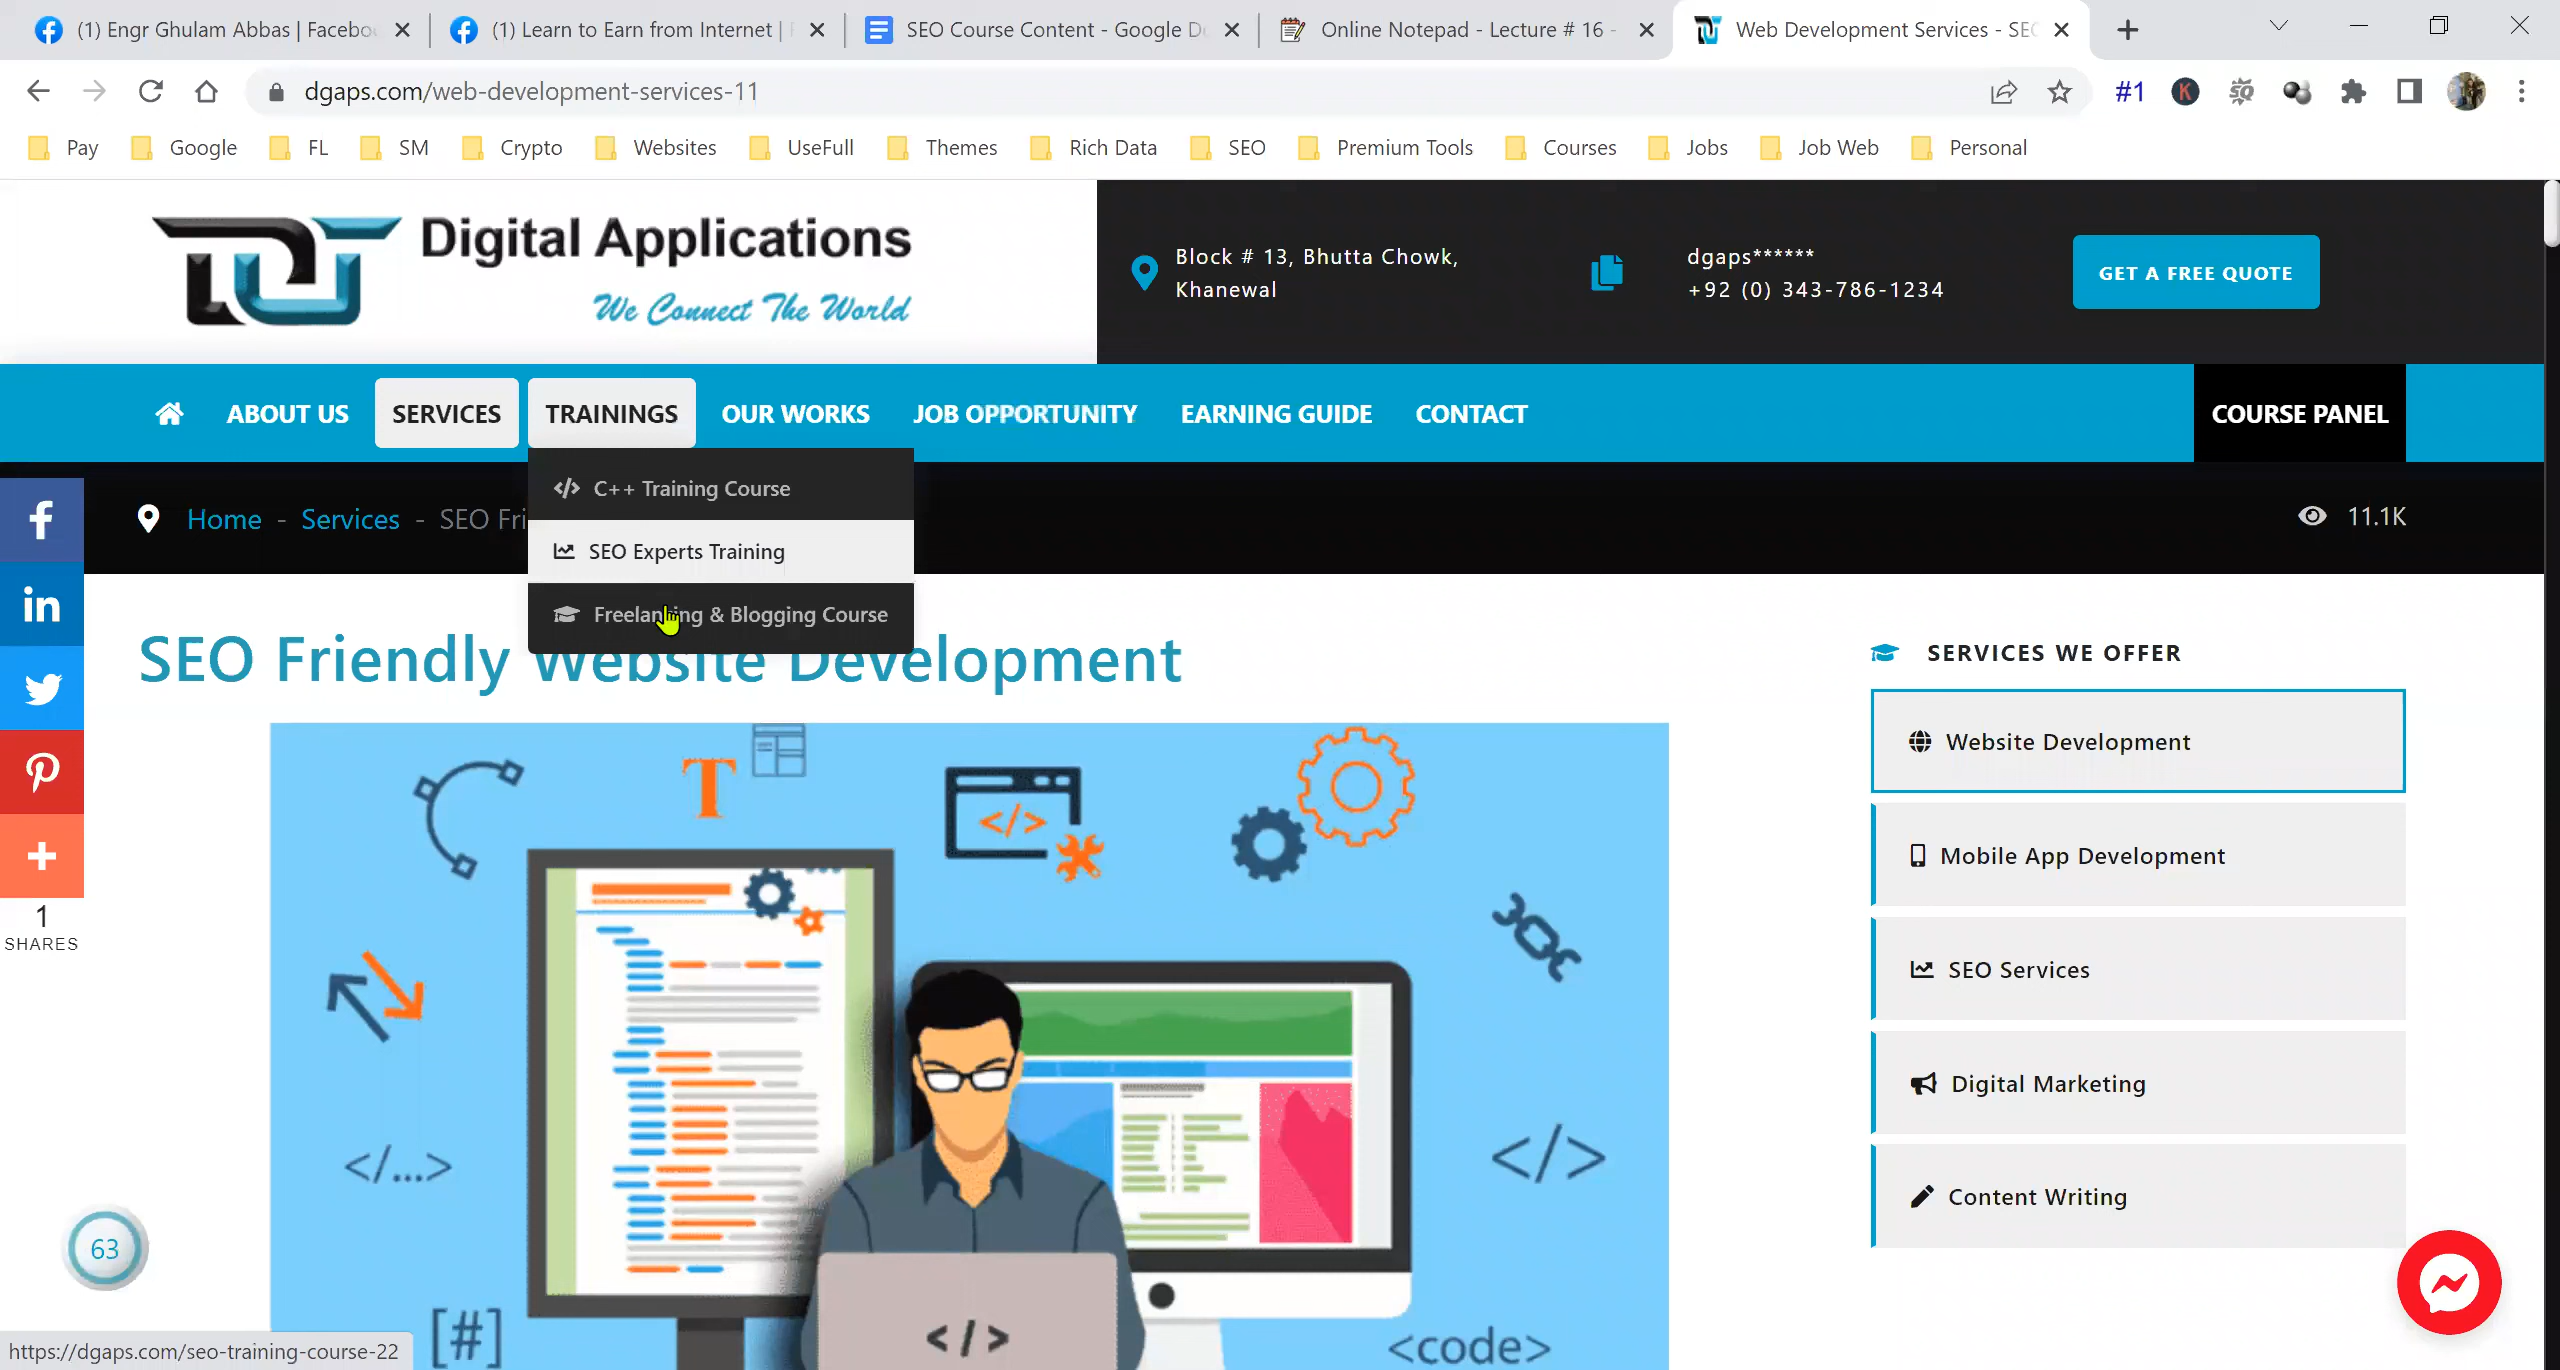 (1) Engr Ghulam Abbas | Facebo
(1) Learn to Earn from Internet |
SEO Course Content - Google D
Online Notepad - Lecture # 16 -
Web Development Services - SEO
dgaps.com/web-development-services-11
#1
K
SQ
Pay
Google
FL
SM
Crypto
Websites
UseFull
Themes
Rich Data
SEO
Premium Tools
Courses
Jobs
Job Web
Personal
Digital Applications
We Connect The World
Block # 13, Bhutta Chowk,
Khanewal
dgaps******
+92 (0) 343-786-1234
GET A FREE QUOTE
ABOUT US
SERVICES
TRAININGS
OUR WORKS
JOB OPPORTUNITY
EARNING GUIDE
CONTACT
COURSE PANEL
C++ Training Course
SEO Experts Training
Freelancing & Blogging Course
Home - Services - SEO Fri
11.1K
SEO Friendly Website Development
1
SHARES
63
SERVICES WE OFFER
Website Development
Mobile App Development
SEO Services
Digital Marketing
Content Writing
T
</>
</...>
</>
[#]
</>
<code>
https://dgaps.com/seo-training-course-22